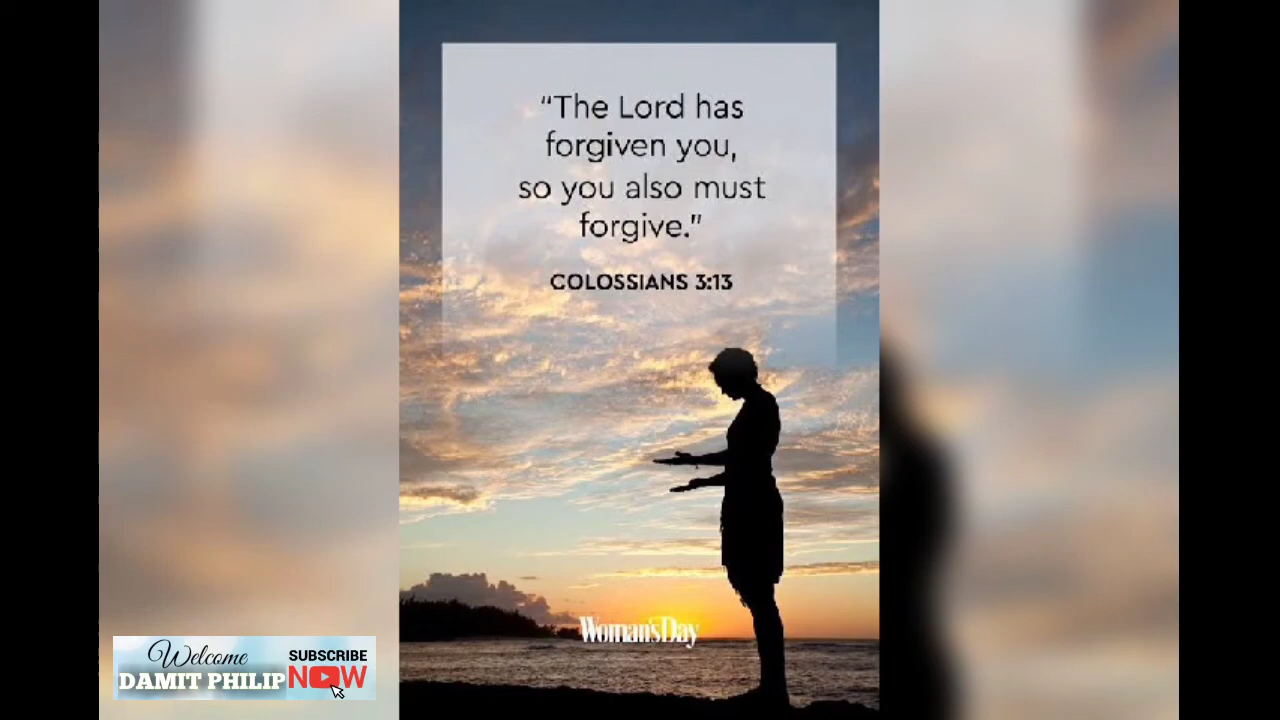 “The Lord has
forgiven you,
so you also must
forgive.”
COLOSSIANS 3:13
Woman'sDay
Welcome
DAMIT PHILIP
SUBSCRIBE
NOW